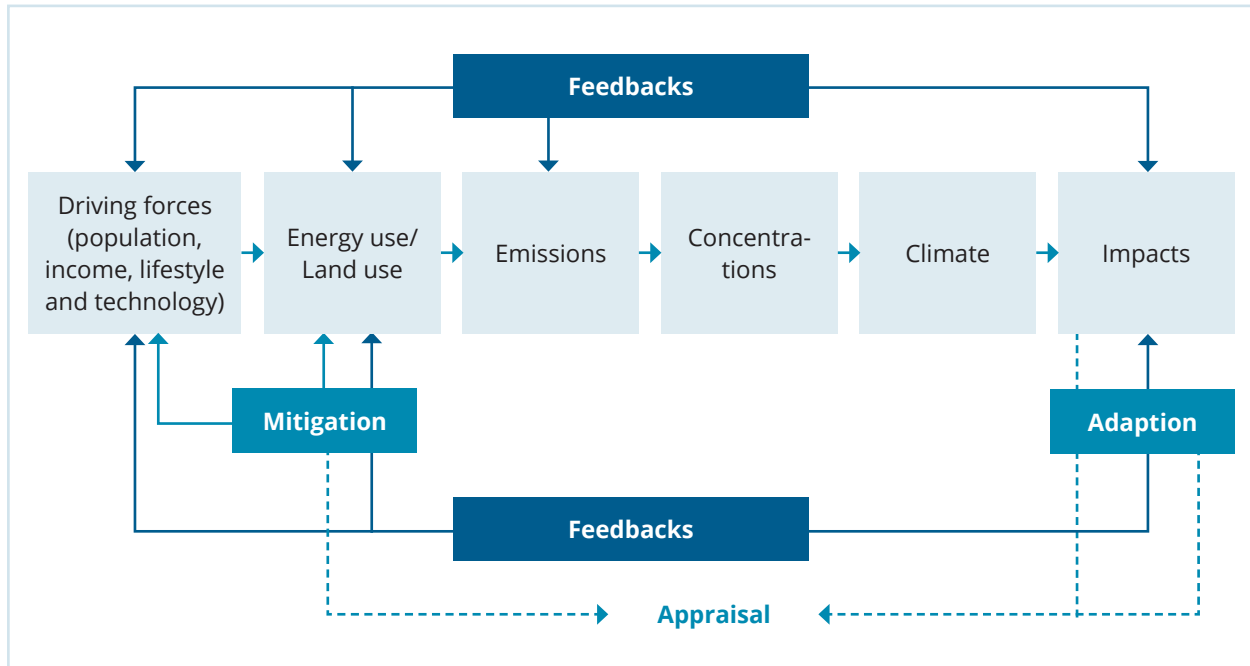 Feedbacks
Driving forces
(population,
income, lifestyle
and technology)
Energy use/
Land use
Emissions
Concentra-
tions
Climate
Impacts
Mitigation
Adaption
Feedbacks
Appraisal